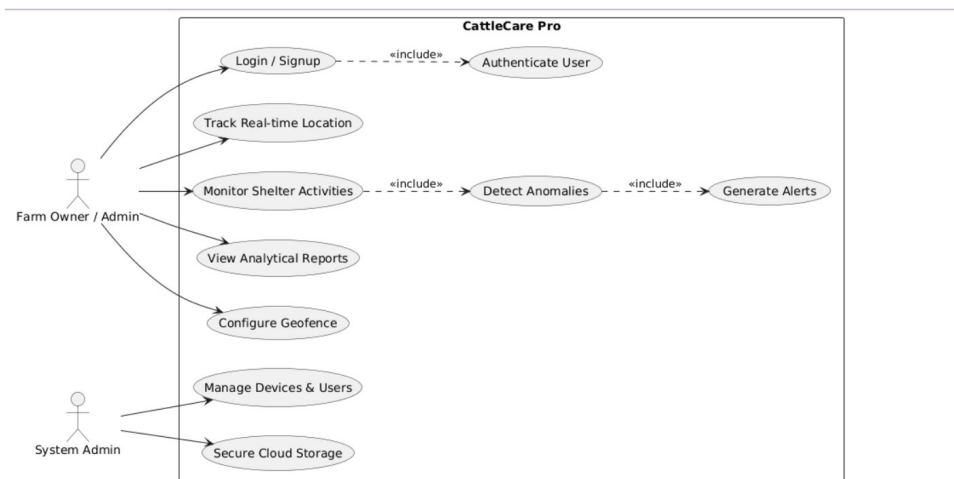 CattleCare Pro
Login / Signup
«include»
Authenticate User
Track Real-time Location
Monitor Shelter Activities
«include»
Detect Anomalies
«include»
Generate Alerts
Farm Owner / Admin
View Analytical Reports
Configure Geofence
Manage Devices & Users
System Admin
Secure Cloud Storage